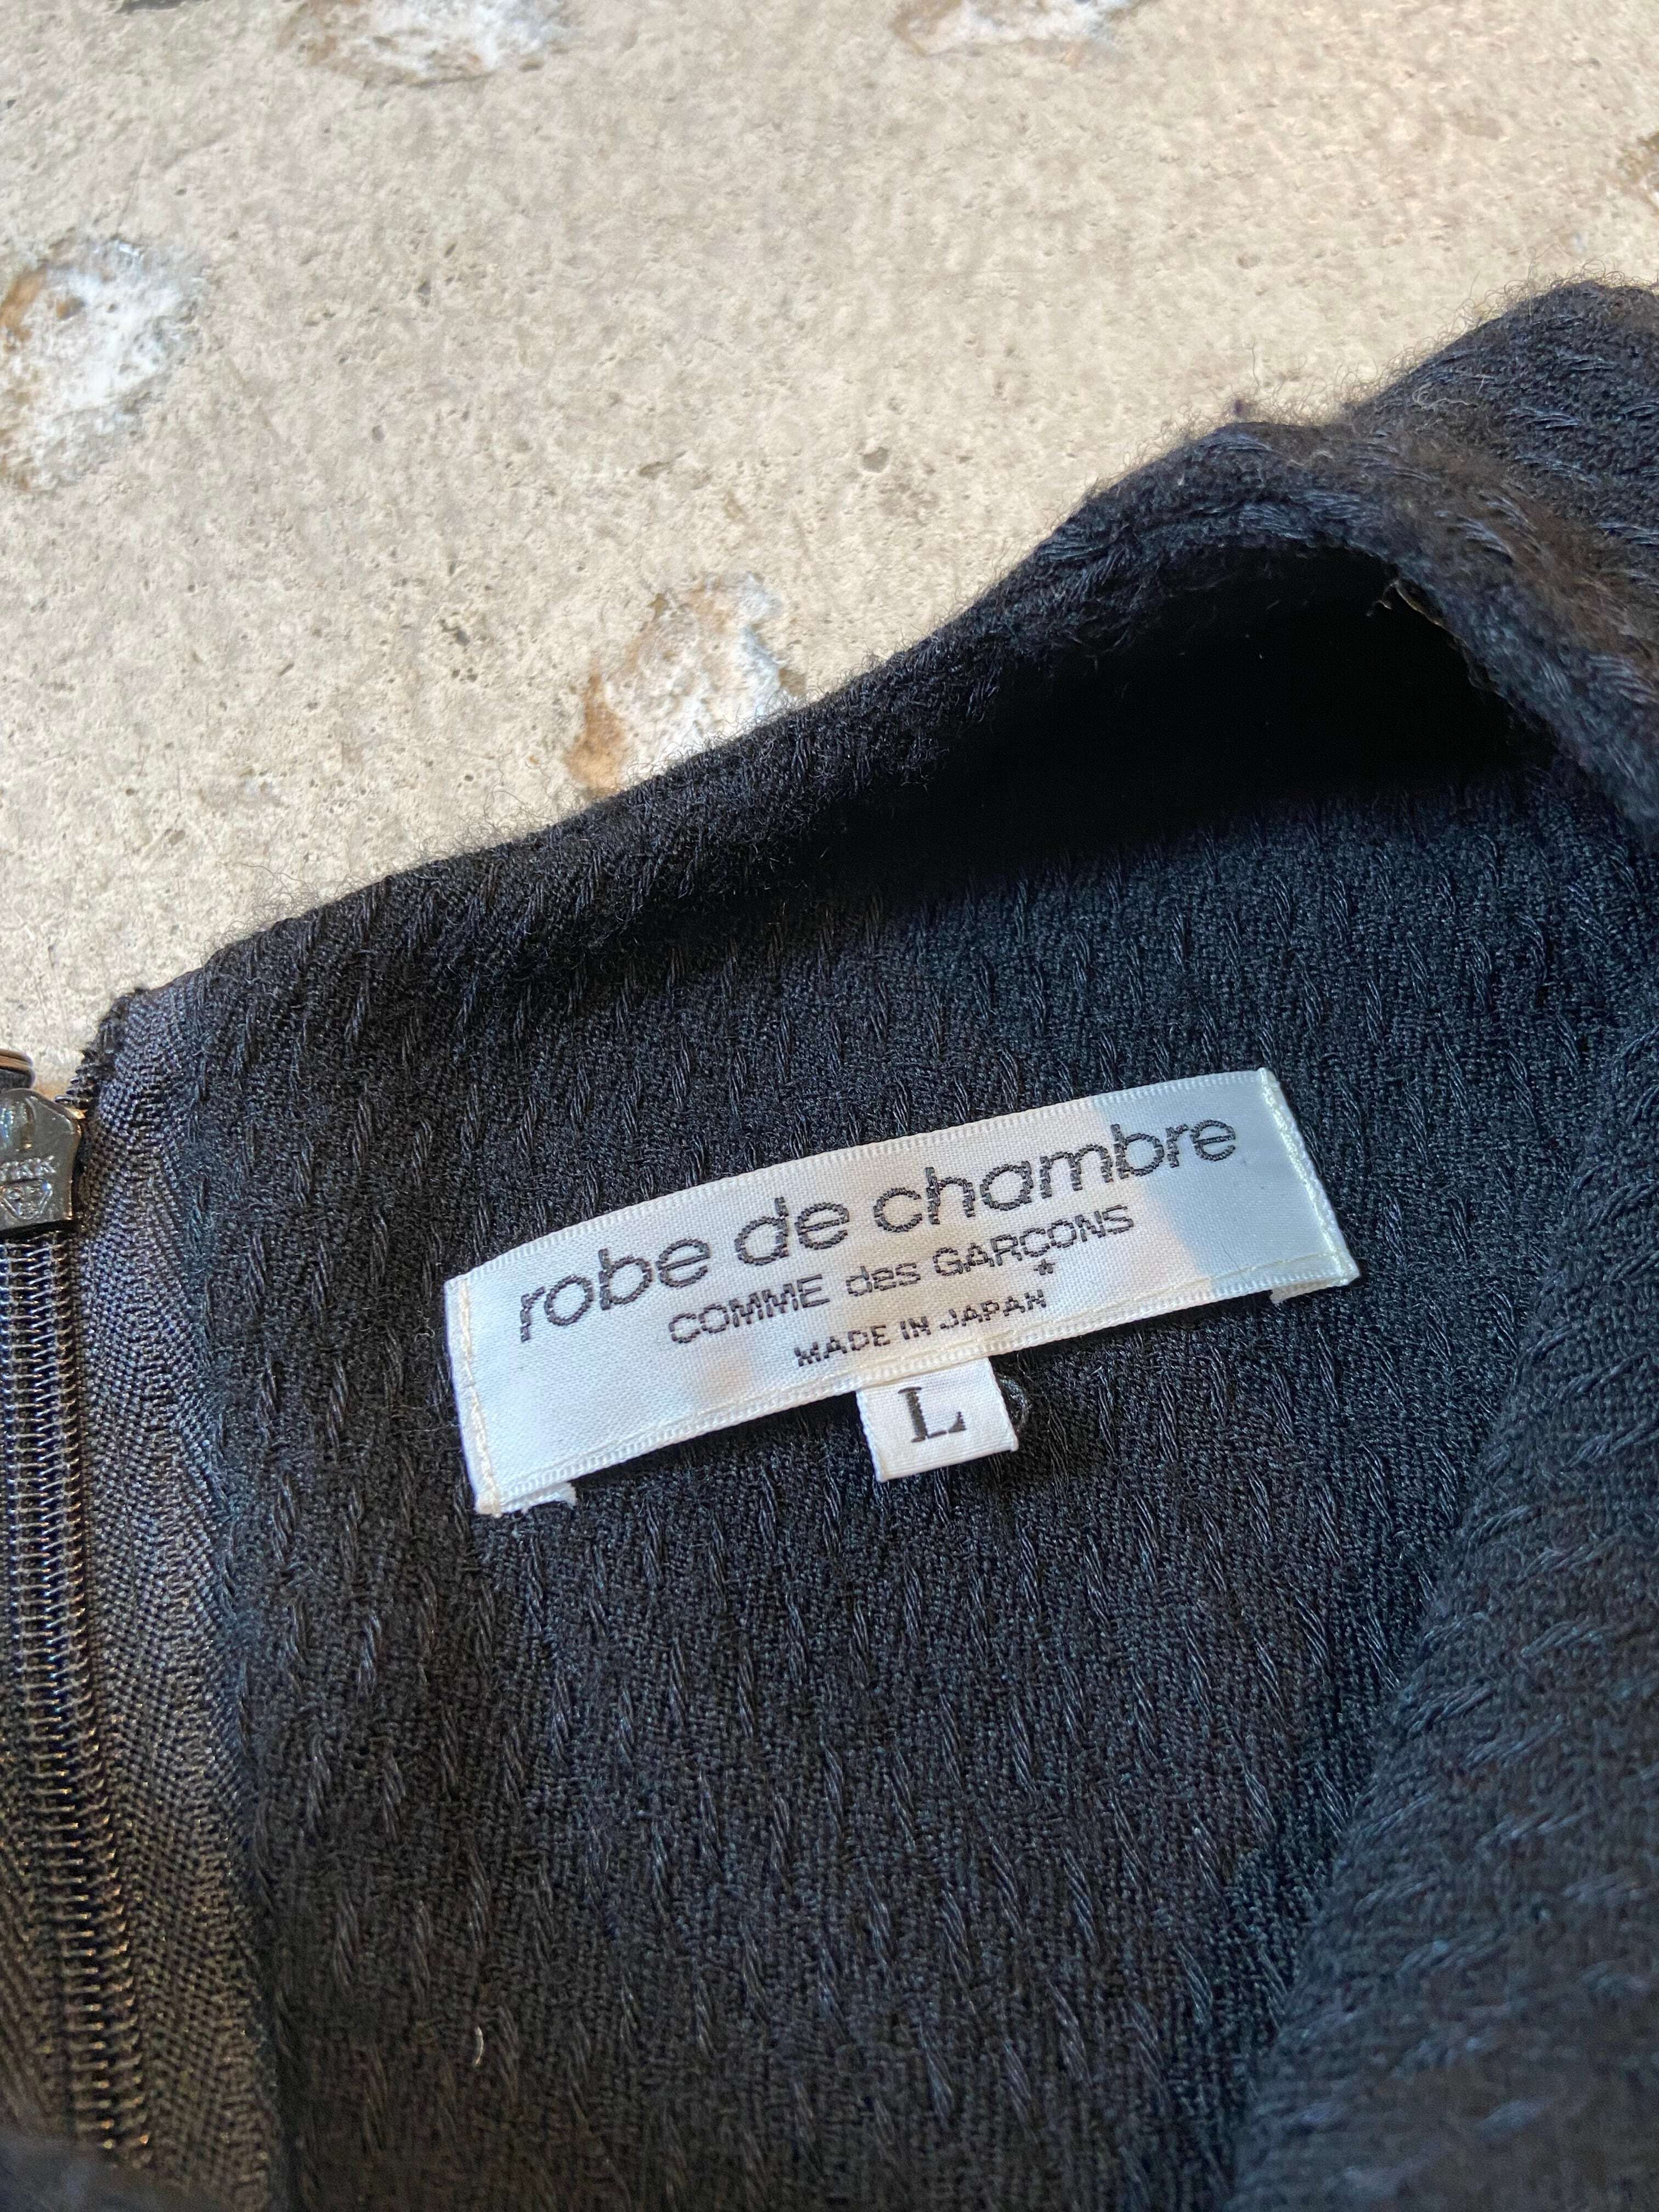 robe de chambre
COMME des GARÇONS
*
MADE IN JAPAN
L